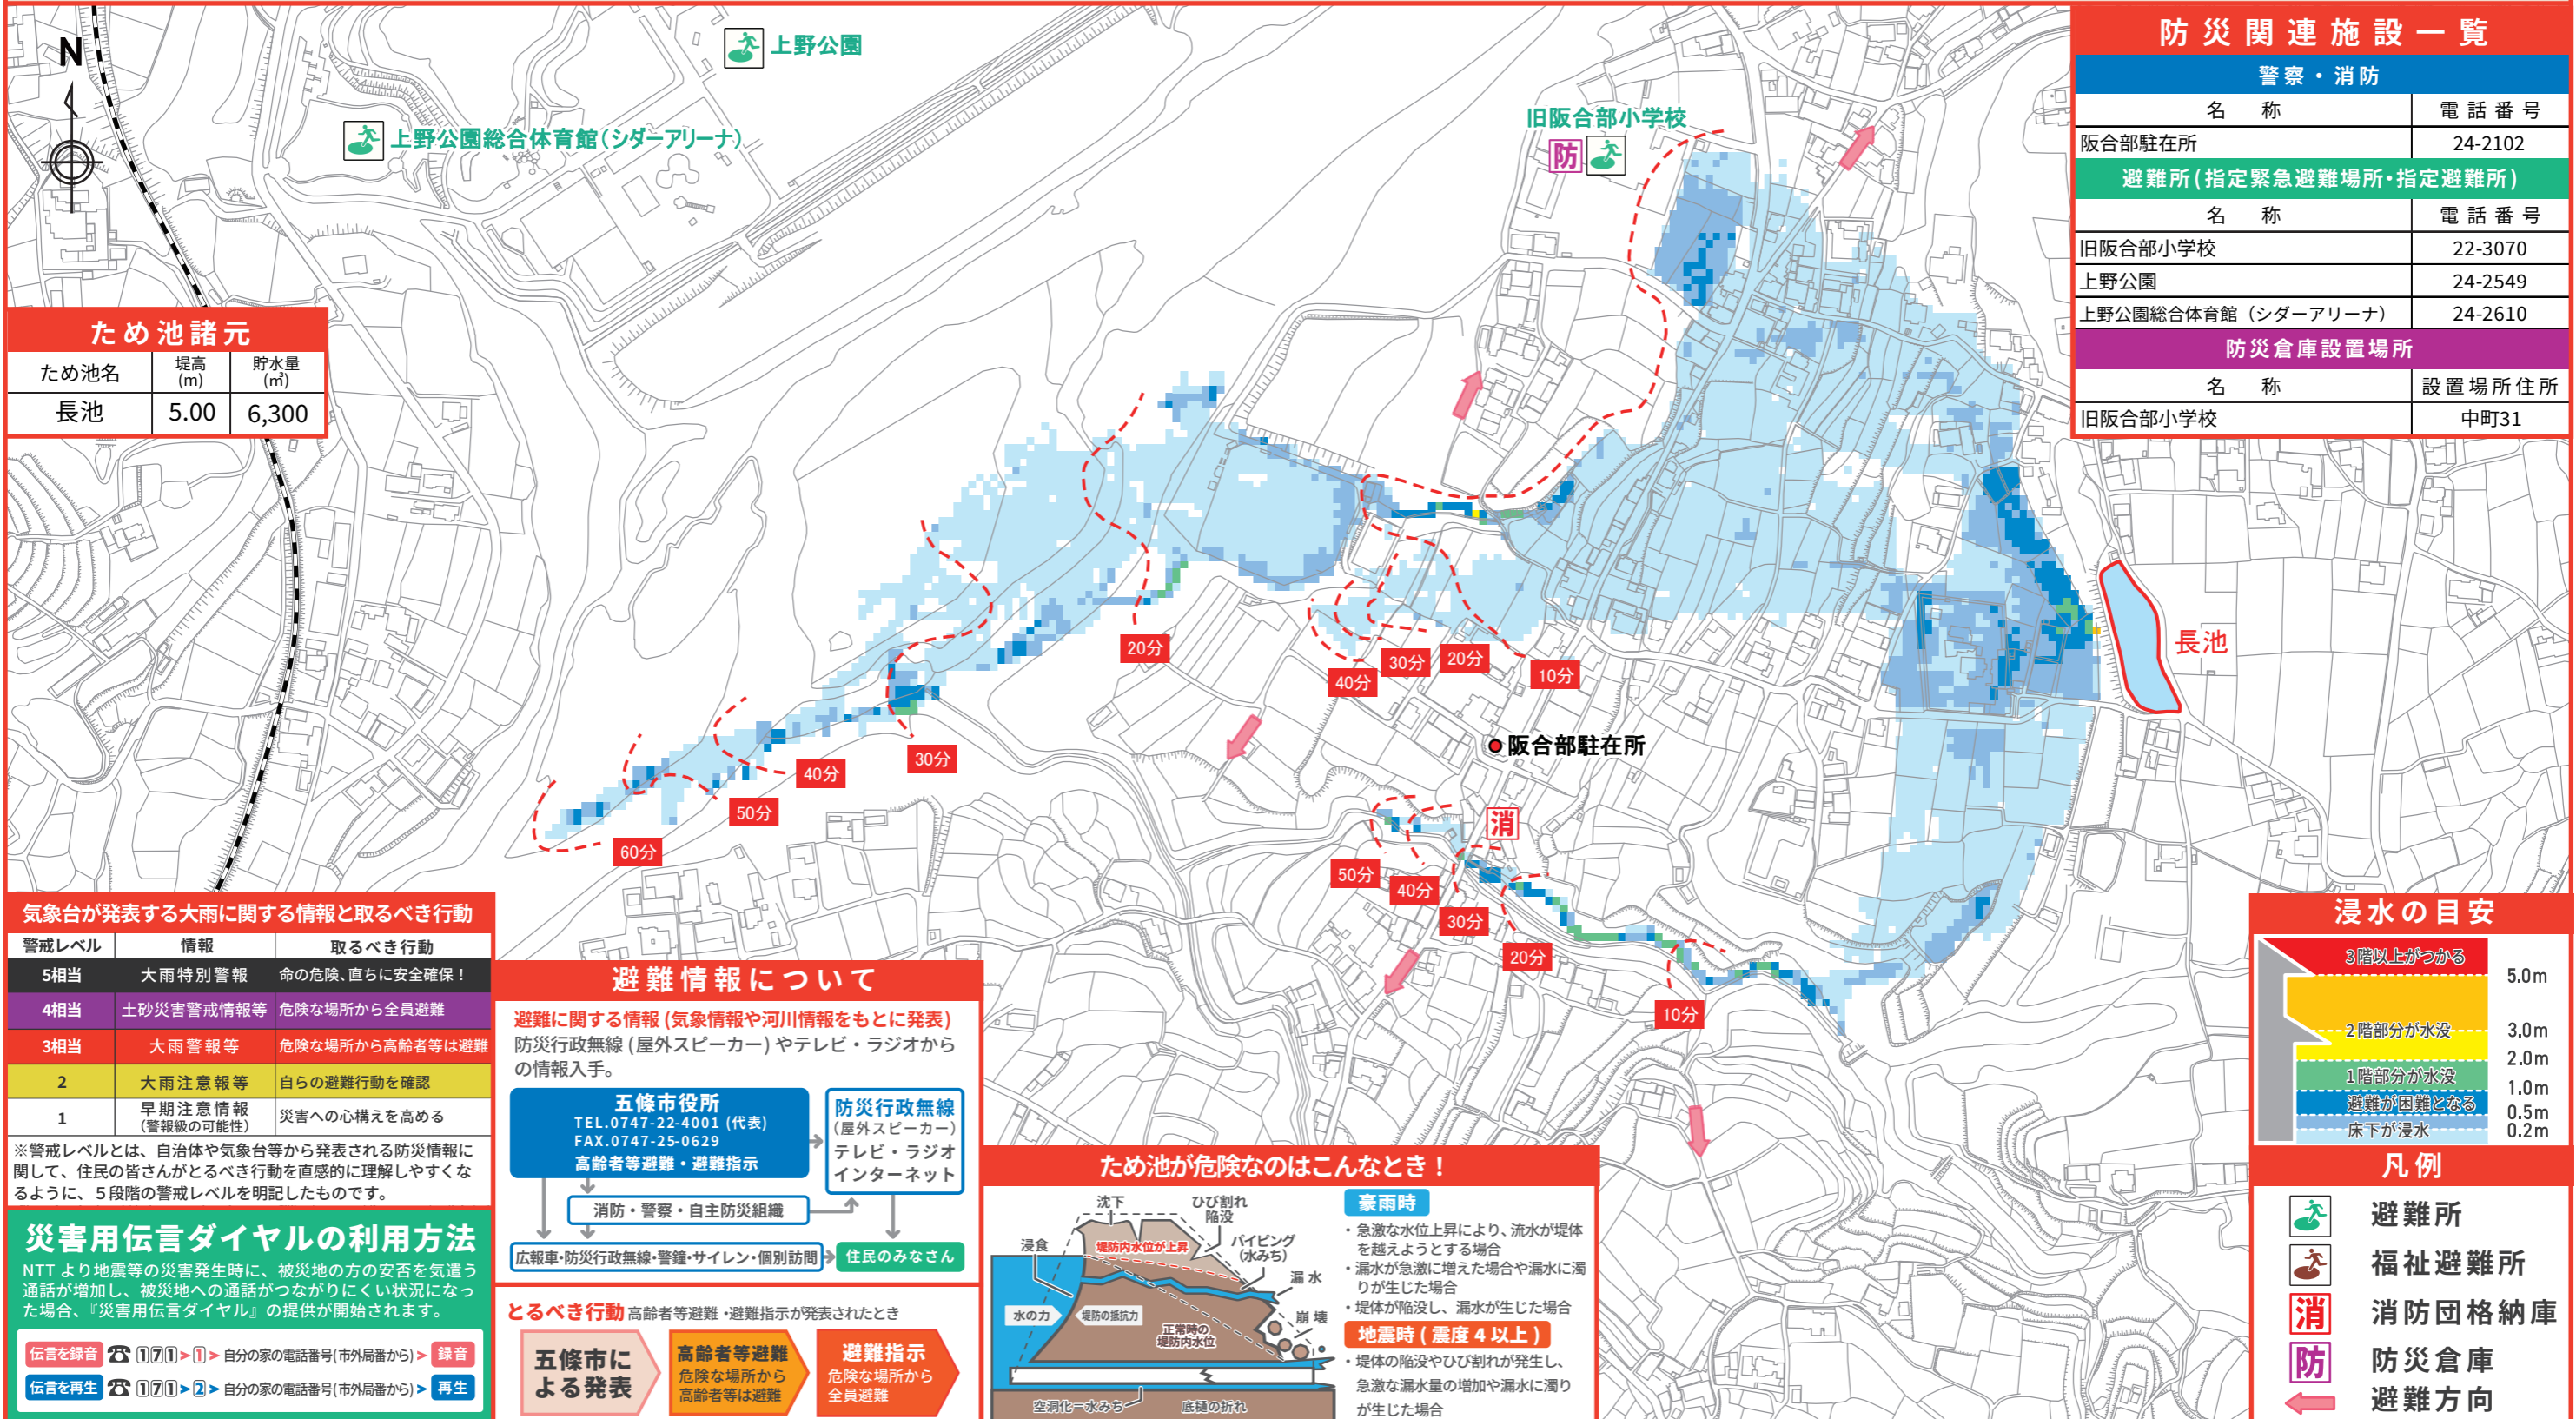 N
上野公園
上野公園総合体育館(シダーアリーナ)
旧阪合部小学校
防
ため池諸元
ため池名 堤高(m) 貯水量(㎥)
長池 5.00 6,300
防災関連施設一覧
警察・消防
名 称 電話番号
阪合部駐在所 24-2102
避難所(指定緊急避難場所・指定避難所)
名 称 電話番号
旧阪合部小学校 22-3070
上野公園 24-2549
上野公園総合体育館(シダーアリーナ) 24-2610
防災倉庫設置場所
名 称 設置場所住所
旧阪合部小学校 中町31
長池
20分
40分
30分
20分
10分
30分
40分
50分
60分
阪合部駐在所
消
50分
40分
30分
20分
10分
気象台が発表する大雨に関する情報と取るべき行動
警戒レベル 情報 取るべき行動
5相当 大雨特別警報 命の危険、直ちに安全確保!
4相当 土砂災害警戒情報等 危険な場所から全員避難
3相当 大雨警報等 危険な場所から高齢者等は避難
2 大雨注意報等 自らの避難行動を確認
1 早期注意情報(警報級の可能性) 災害への心構えを高める
※警戒レベルとは、自治体や気象台等から発表される防災情報に
関して、住民の皆さんがとるべき行動を直感的に理解しやすくな
るように、5段階の警戒レベルを明記したものです。
災害用伝言ダイヤルの利用方法
NTTより地震等の災害発生時に、被災地の方の安否を気遣う
通話が増加し、被災地への通話がつながりにくい状況になっ
た場合、『災害用伝言ダイヤル』の提供が開始されます。
伝言を録音 ☎ 171>1> 自分の家の電話番号(市外局番から)> 録音
伝言を再生 ☎ 171>2> 自分の家の電話番号(市外局番から)> 再生
避難情報について
避難に関する情報(気象情報や河川情報をもとに発表)
防災行政無線(屋外スピーカー)やテレビ・ラジオから
の情報入手。
五條市役所
TEL.0747-22-4001 (代表)
FAX.0747-25-0629
高齢者等避難・避難指示
防災行政無線
(屋外スピーカー)
テレビ・ラジオ
インターネット
消防・警察・自主防災組織
広報車・防災行政無線・警鐘・サイレン・個別訪問
住民のみなさん
とるべき行動 高齢者等避難・避難指示が発表されたとき
五條市に
よる発表
高齢者等避難
危険な場所から
高齢者等は避難
避難指示
危険な場所から
全員避難
ため池が危険なのはこんなとき!
沈下
ひび割れ
陥没
浸食
堤防内水位が上昇
パイピング
(水みち)
漏水
水の力
堤防の抵抗力
正常時の
堤防内水位
崩壊
空洞化=水みち
底樋の折れ
豪雨時
・急激な水位上昇により、流水が堤体
を越えようとする場合
・漏水が急激に増えた場合や漏水に濁
りが生じた場合
・堤体が陥没し、漏水が生じた場合
地震時(震度4以上)
・堤体の陥没やひび割れが発生し、
急激な漏水量の増加や漏水に濁り
が生じた場合
浸水の目安
3階以上がつかる
5.0m
2階部分が水没
3.0m
2.0m
1階部分が水没
1.0m
避難が困難となる
0.5m
床下が浸水
0.2m
凡例
避難所
福祉避難所
消 消防団格納庫
防 防災倉庫
避難方向